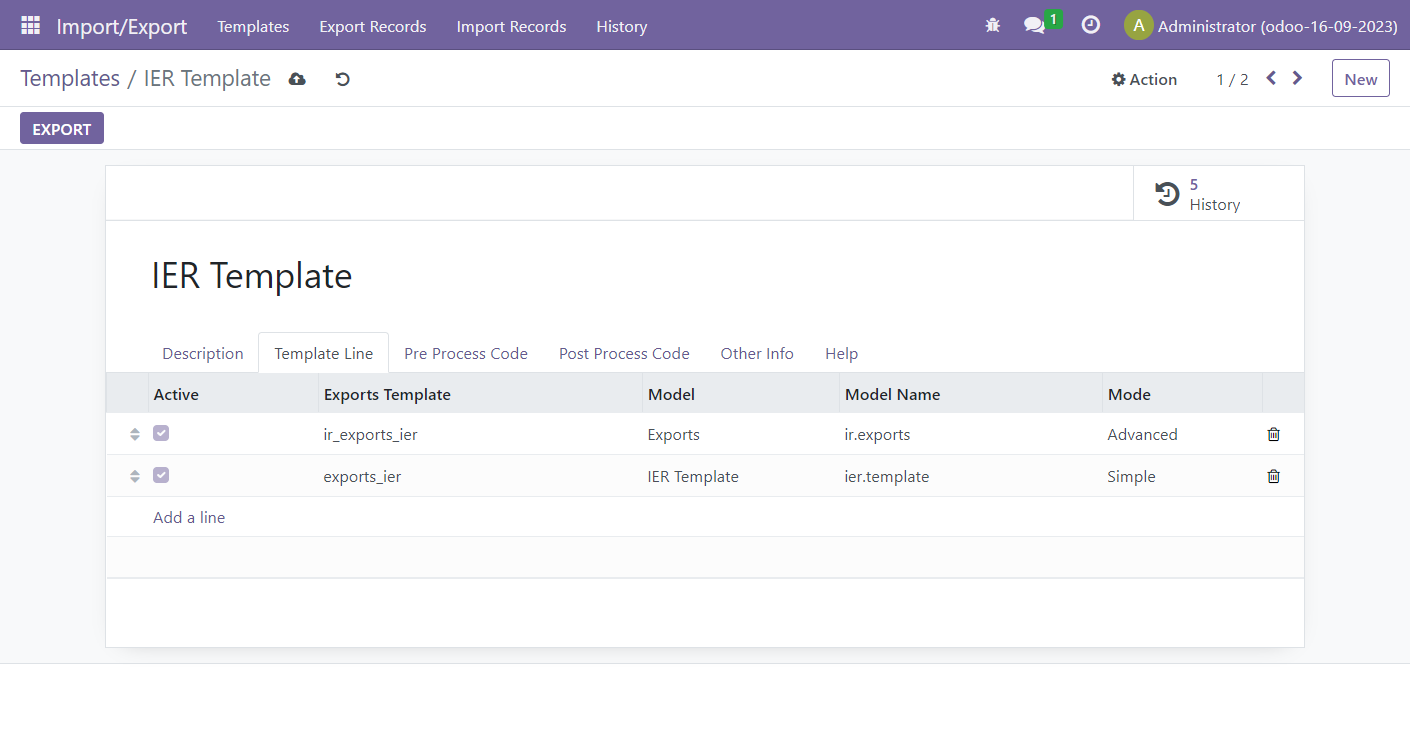 Import/Export Templates Export Records Import Records History 1 A Administrator (odoo-16-09-2023)
Templates / IER Template Action 1 / 2 New
EXPORT
5
History
IER Template
Description Template Line Pre Process Code Post Process Code Other Info Help
Active Exports Template Model Model Name Mode
ir_exports_ier Exports ir.exports Advanced
exports_ier IER Template ier.template Simple
Add a line